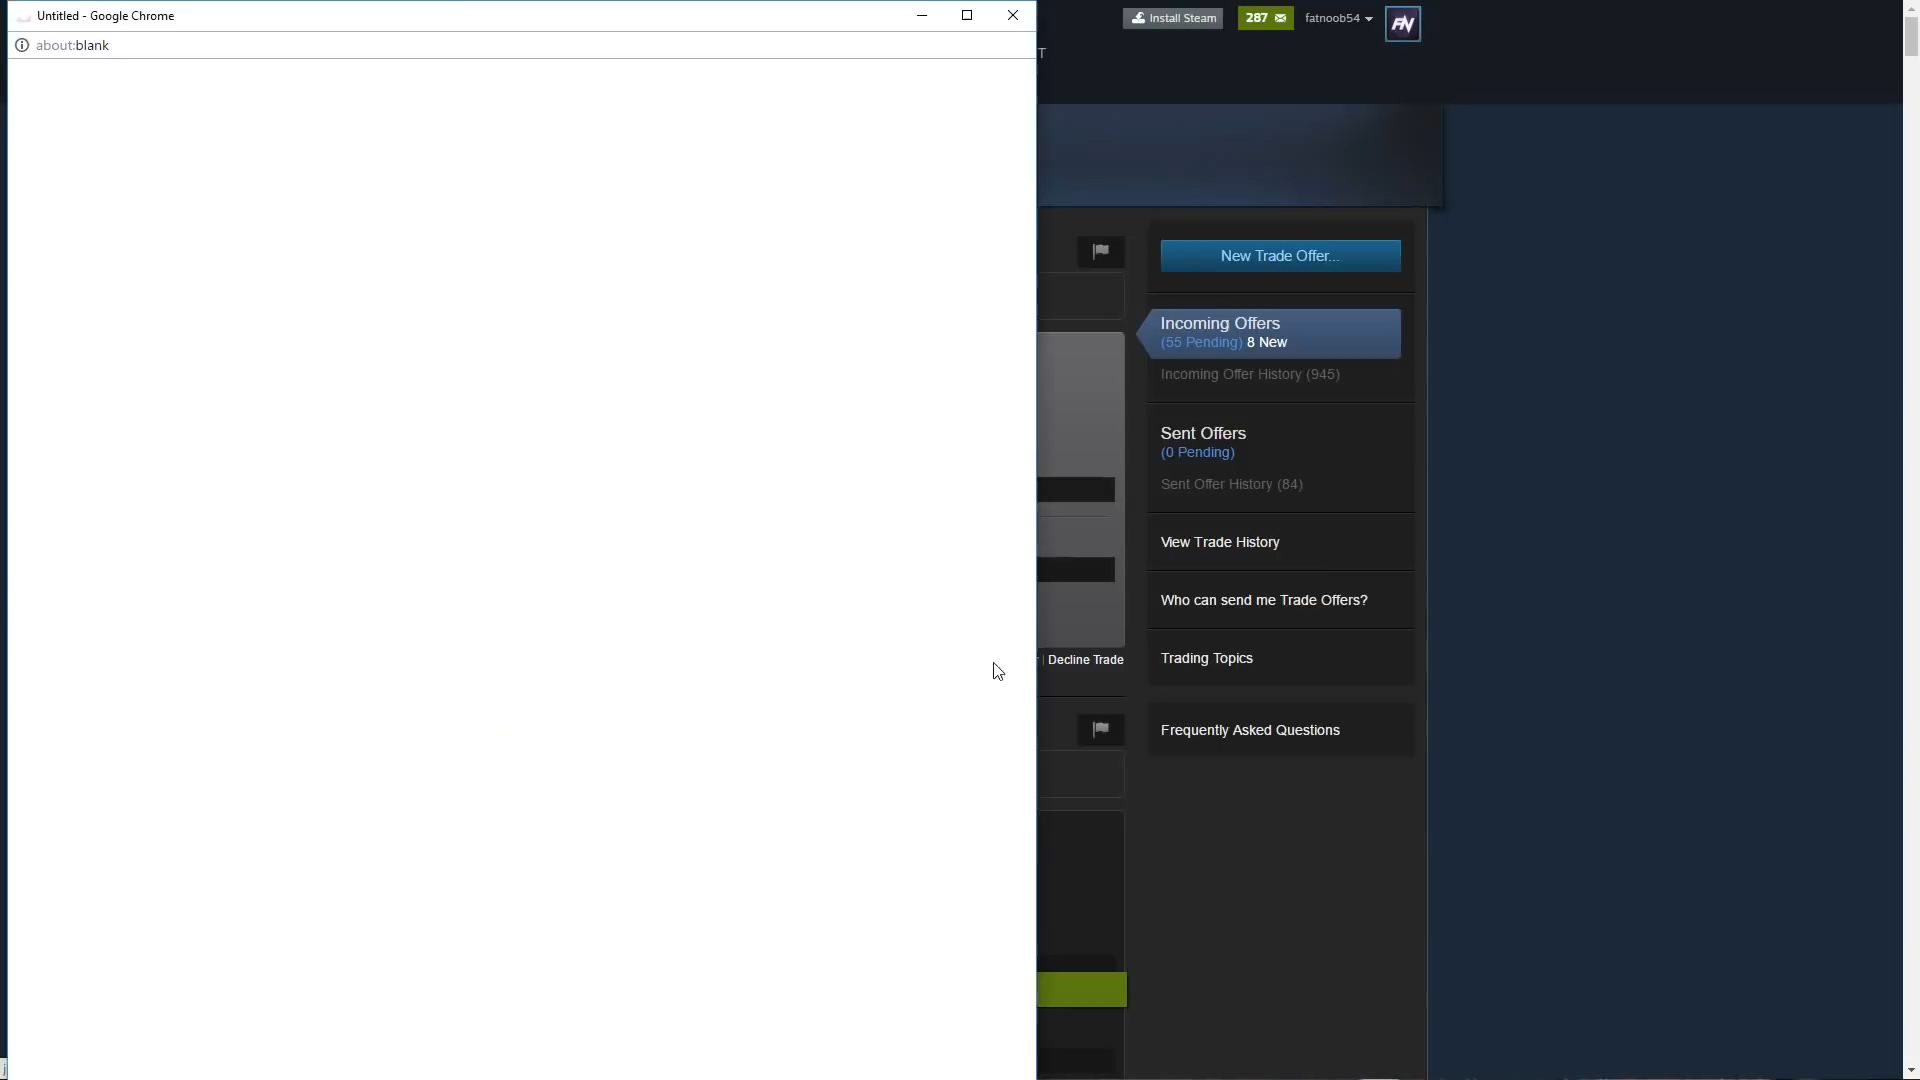 Untitled - Google Chrome
about:blank
Install Steam
287
fatnoob54
FN
T
New Trade Offer...
Incoming Offers
(55 Pending) 8 New
Incoming Offer History (945)
Sent Offers
(0 Pending)
Sent Offer History (84)
View Trade History
Who can send me Trade Offers?
| Decline Trade
Trading Topics
Frequently Asked Questions